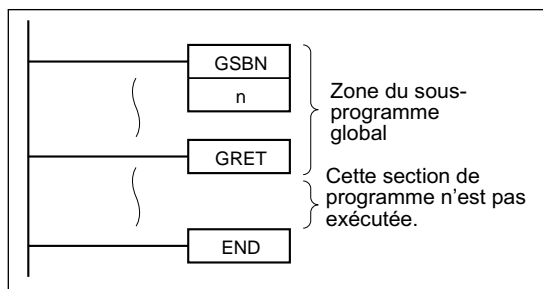 GSBN
n
Zone du sous-
programme
global
GRET
Cette section de
programme n'est pas
exécutée.
END